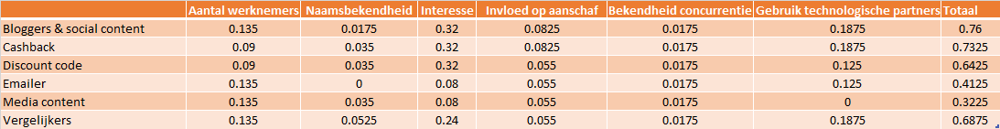 Aantal werknemers Naamsbekendheid Interesse Invloed op aanschaf Bekendheid concurrentie Gebruik technologische partners Totaal
Bloggers & social content 0.135 0.0175 0.32 0.0825 0.0175 0.1875 0.76
Cashback 0.09 0.035 0.32 0.0825 0.0175 0.1875 0.7325
Discount code 0.09 0.035 0.32 0.055 0.0175 0.125 0.6425
Emailer 0.135 0 0.08 0.055 0.0175 0.125 0.4125
Media content 0.135 0.035 0.08 0.055 0.0175 0 0.3225
Vergelijkers 0.135 0.0525 0.24 0.055 0.0175 0.1875 0.6875